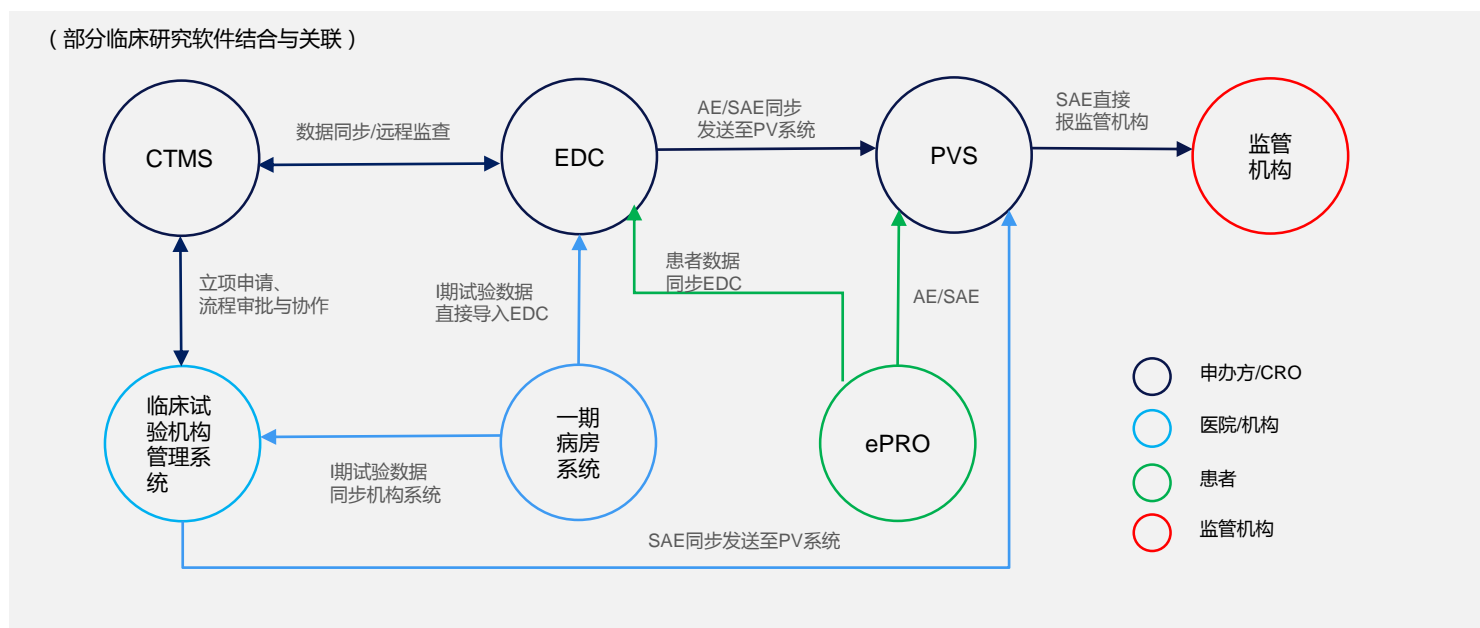 （部分临床研究软件结合与关联）
CTMS
数据同步/远程监查
EDC
AE/SAE同步
发送至PV系统
PVS
SAE直接
报监管机构
监管
机构
立项申请、
流程审批与协作
I期试验数据
直接导入EDC
患者数据
同步EDC
AE/SAE
临床试
验机构
管理系
统
I期试验数据
同步机构系统
一期
病房
系统
ePRO
SAE同步发送至PV系统
申办方/CRO
医院/机构
患者
监管机构